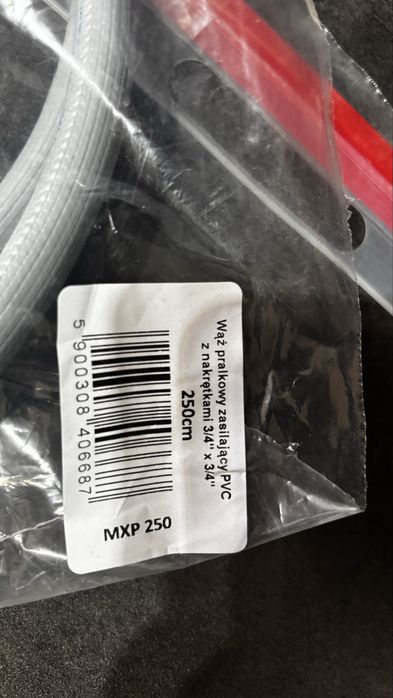 Wąż pralkowy zasilający PVC
z nakrętkami 3/4'' x 3/4''
250cm
5 900308 406687
MXP 250